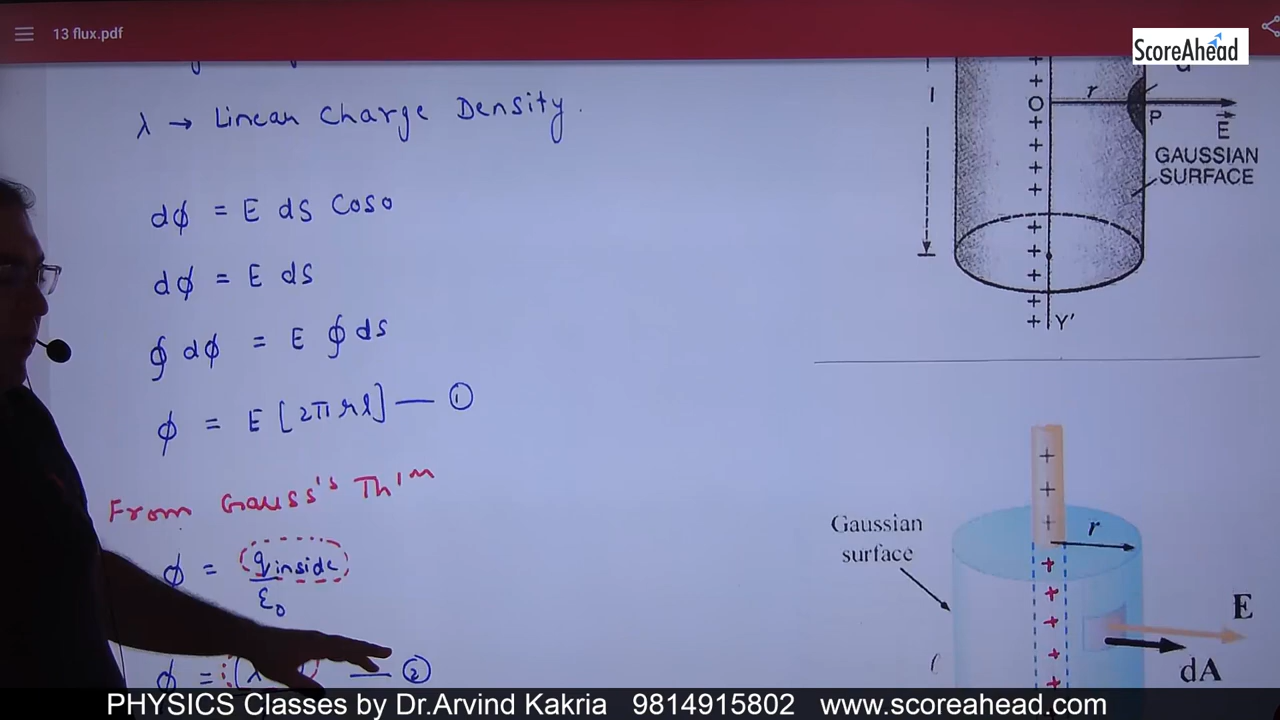 13 flux.pdf
ScoreAhead
λ → Linear Charge Density.
dϕ = E ds Cos0
dϕ = E ds
∮ dϕ = E ∮ ds
ϕ = E [2πrl] — ①
From Gauss's Th'm
ϕ = qinside
ε0
ϕ = (λ — ②
l
r
O
P
E
GAUSSIAN
SURFACE
Y'
Gaussian
surface
r
E
dA
l
PHYSICS Classes by Dr.Arvind Kakria 9814915802 www.scoreahead.com